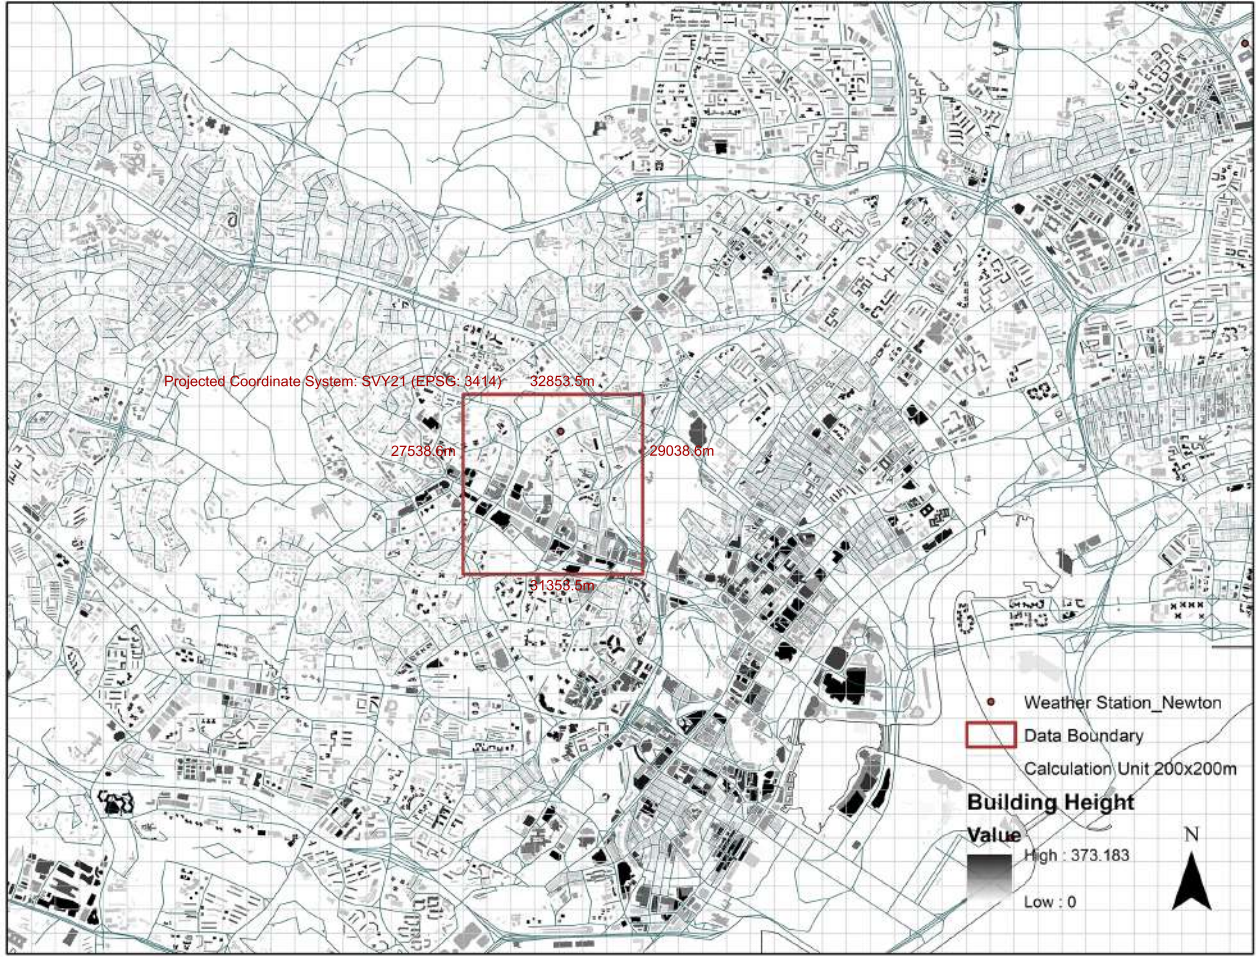 Projected Coordinate System: SVY21 (EPSG: 3414)
32853.5m
27538.6m
29038.6m
31353.5m
Weather Station_Newton
Data Boundary
Calculation Unit 200x200m
Building Height
Value
N
High : 373.183
Low : 0